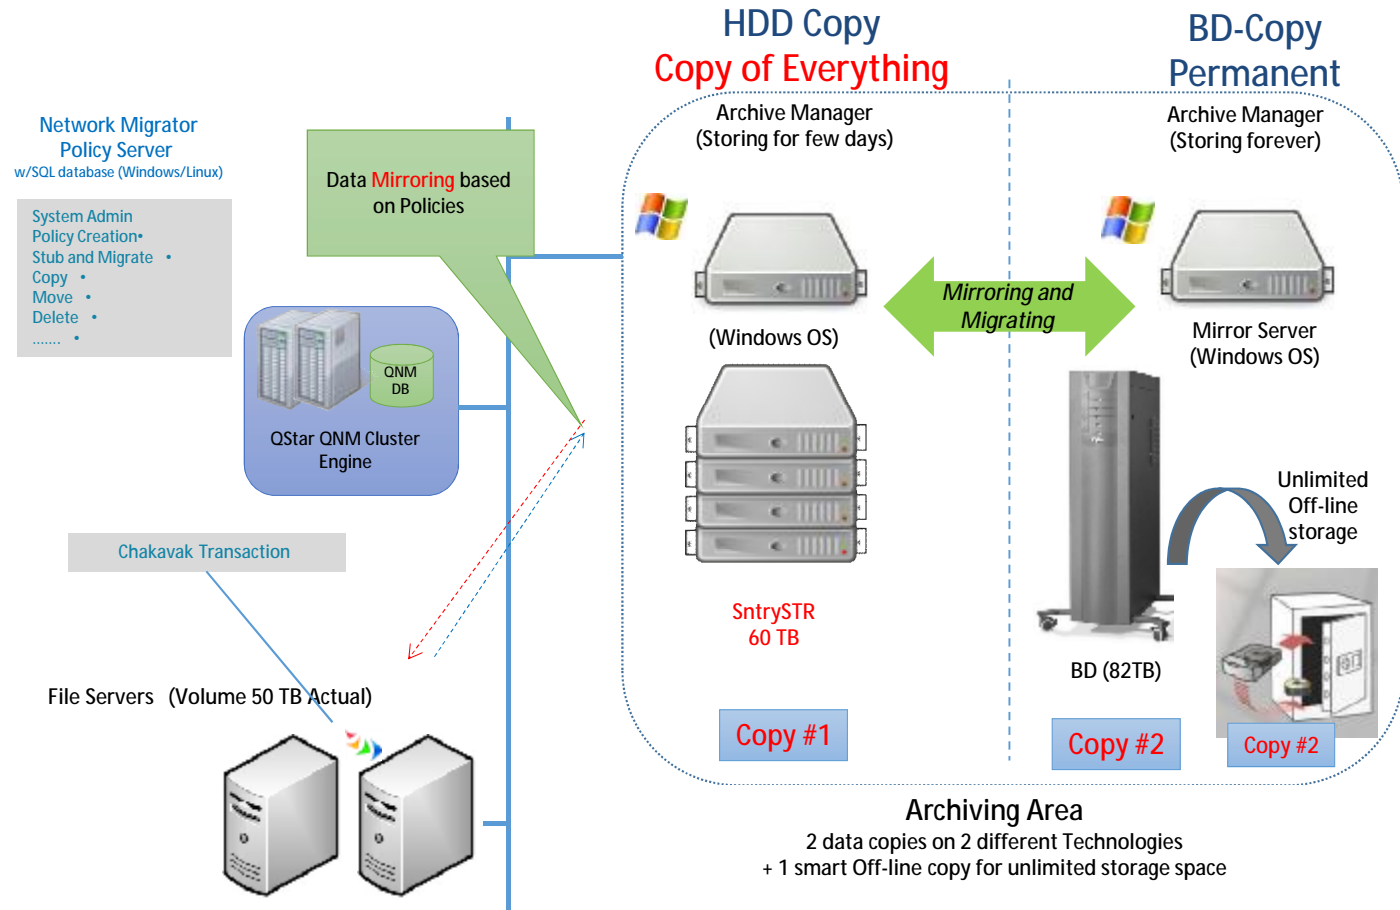 HDD Copy
Copy of Everything
BD-Copy
Permanent
Archive Manager
(Storing for few days)
Archive Manager
(Storing forever)
Network Migrator
Policy Server
w/SQL database (Windows/Linux)
System Admin
Policy Creation•
Stub and Migrate •
Copy •
Move •
Delete •
....... •
Data Mirroring based
on Policies
QNM
DB
QStar QNM Cluster
Engine
(Windows OS)
Mirroring and
Migrating
Mirror Server
(Windows OS)
Unlimited
Off-line
storage
Chakavak Transaction
SntrySTR
60 TB
BD (82TB)
File Servers (Volume 50 TB Actual)
Copy #1
Copy #2
Copy #2
Archiving Area
2 data copies on 2 different Technologies
+ 1 smart Off-line copy for unlimited storage space